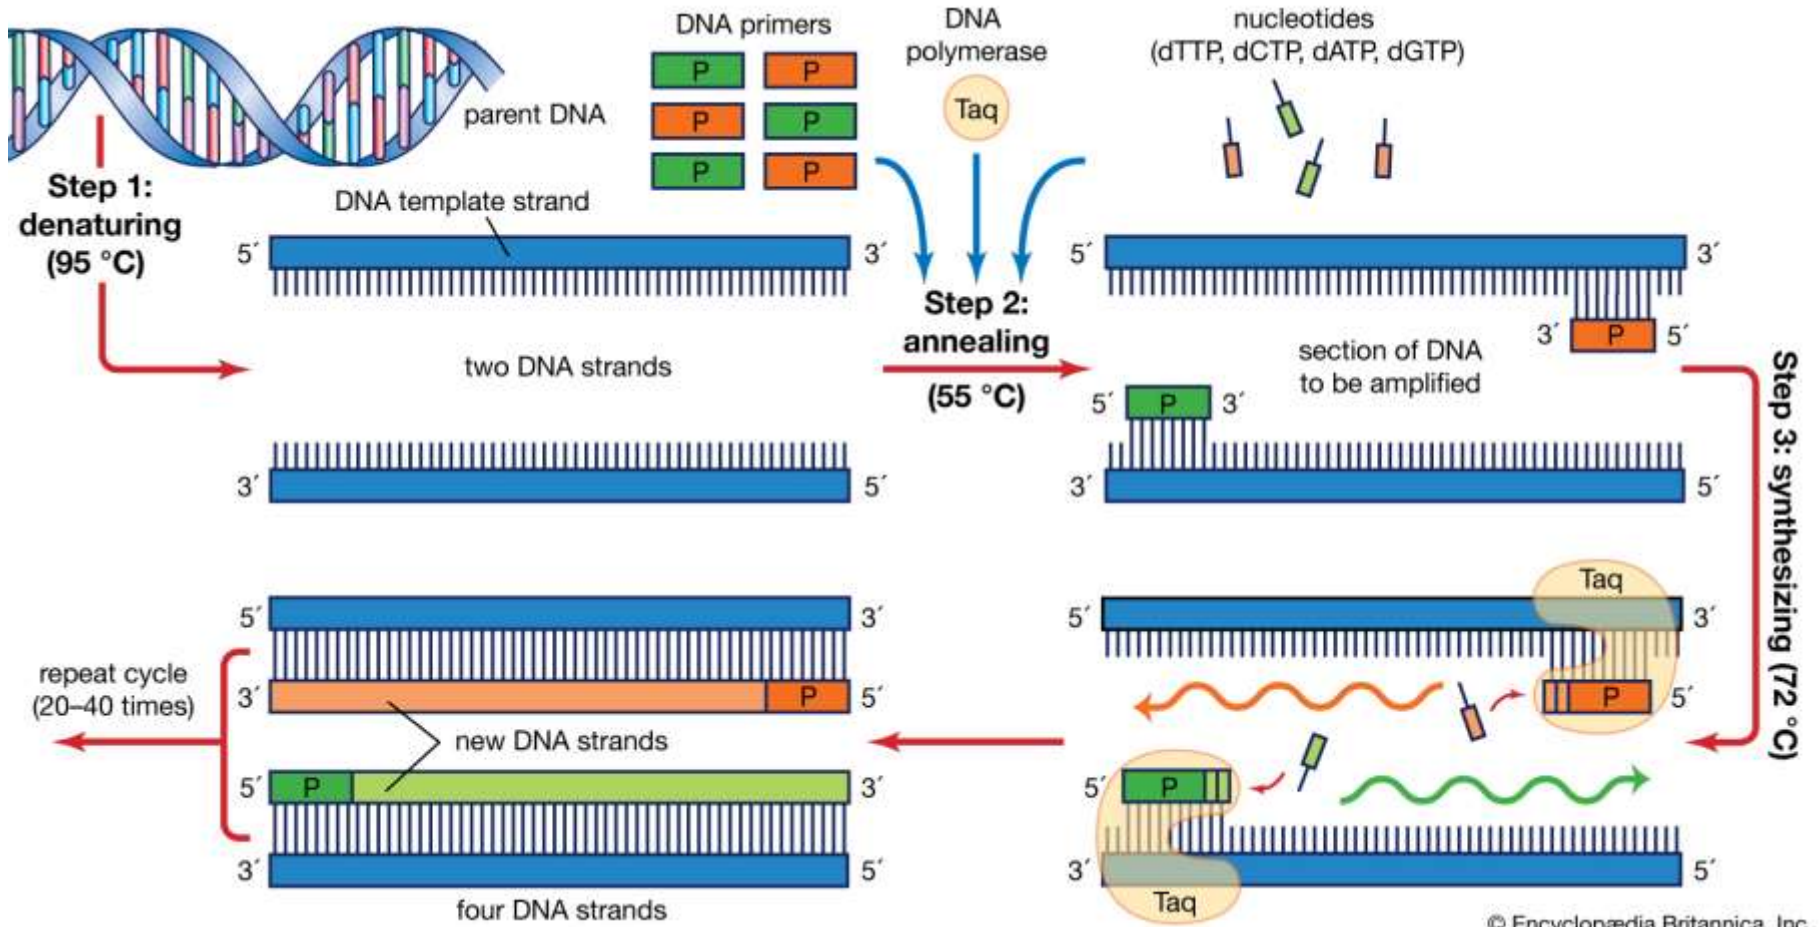 DNA primers
P
P
P
P
P
P
DNA
polymerase
Taq
nucleotides
(dTTP, dCTP, dATP, dGTP)
parent DNA
Step 1:
denaturing
(95 °C)
DNA template strand
5´
3´
two DNA strands
3´
5´
Step 2:
annealing
(55 °C)
5´
3´
3´
P
5´
section of DNA
to be amplified
5´
P
3´
3´
5´
Step 3: synthesizing (72 °C)
Taq
5´
3´
P
5´
5´
P
3´
5´
Taq
5´
3´
3´
P
5´
new DNA strands
5´
P
3´
3´
5´
four DNA strands
repeat cycle
(20–40 times)
© Encyclopædia Britannica, Inc.